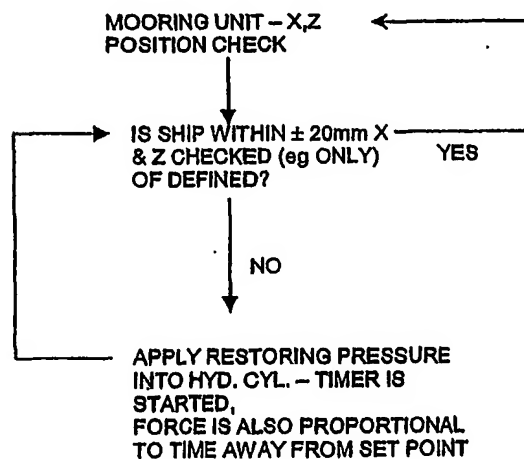 MOORING UNIT – X,Z
POSITION CHECK
IS SHIP WITHIN ± 20mm X
& Z CHECKED (eg ONLY)
OF DEFINED?
YES
NO
APPLY RESTORING PRESSURE
INTO HYD. CYL. – TIMER IS
STARTED,
FORCE IS ALSO PROPORTIONAL
TO TIME AWAY FROM SET POINT